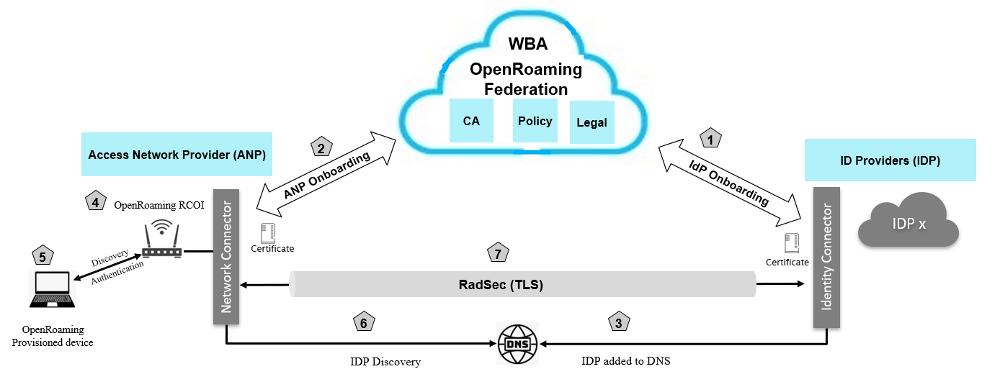 WBA
OpenRoaming
Federation
CA
Policy
Legal
Access Network Provider (ANP)
2
ANP Onboarding
1
IdP Onboarding
ID Providers (IDP)
4
OpenRoaming RCOI
Network Connector
Certificate
5
Discovery
Authentication
OpenRoaming
Provisioned device
7
RadSec (TLS)
Certificate
Identity Connector
IDP x
6
IDP Discovery
DNS
3
IDP added to DNS